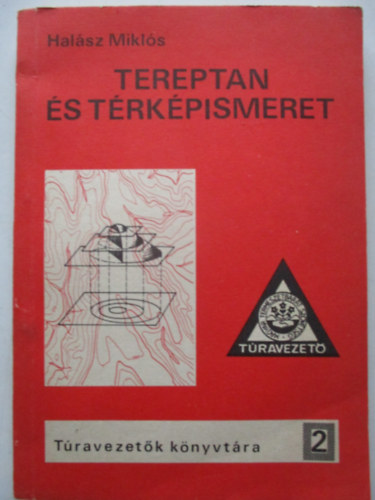 Halász Miklós
TEREPTAN
ÉS TÉRKÉPISMERET
TÚRAVEZETŐ
Túravezetők könyvtára
2